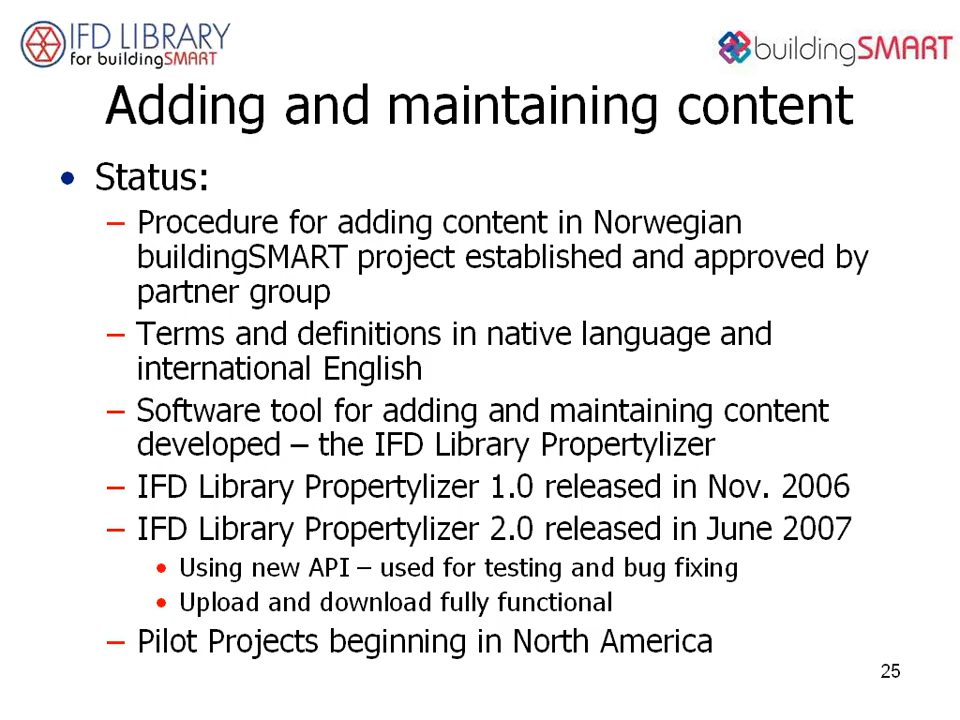 IFD LIBRARY
for buildingSMART
buildingSMART
Adding and maintaining content
• Status:
– Procedure for adding content in Norwegian
buildingSMART project established and approved by
partner group
– Terms and definitions in native language and
international English
– Software tool for adding and maintaining content
developed – the IFD Library Propertylizer
– IFD Library Propertylizer 1.0 released in Nov. 2006
– IFD Library Propertylizer 2.0 released in June 2007
• Using new API – used for testing and bug fixing
• Upload and download fully functional
– Pilot Projects beginning in North America
25